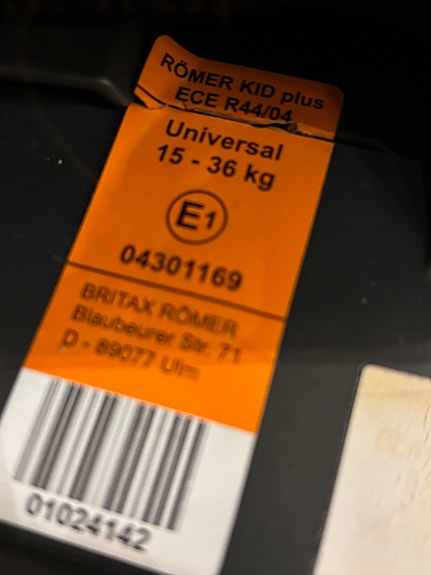 RÖMER KID plus
ECE R44/04
Universal
15 - 36 kg
E1
04301169
BRITAX RÖMER
Blaubeurer Str. 71
D - 89077 Ulm
01024142